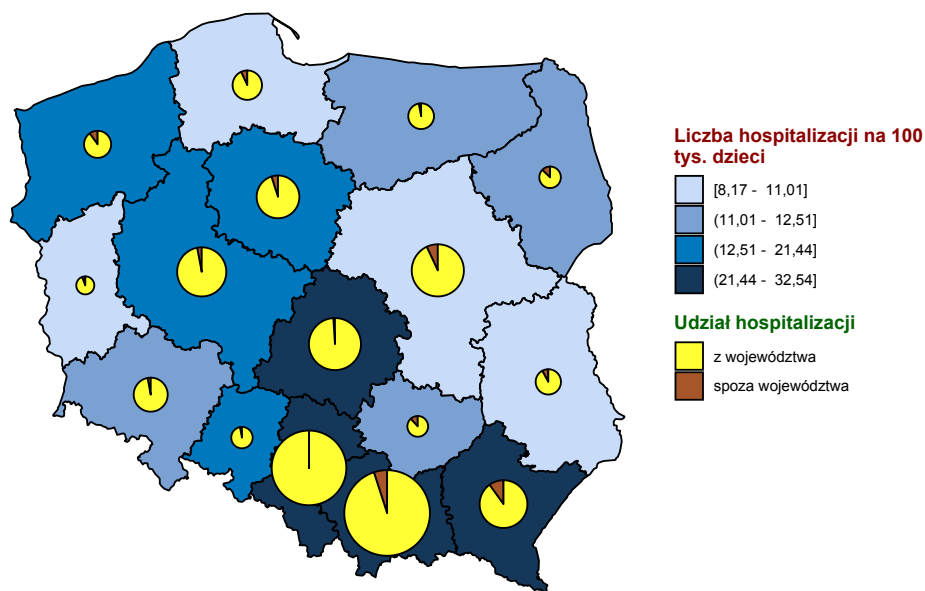 Liczba hospitalizacji na 100
tys. dzieci
[8,17 - 11,01]
(11,01 - 12,51]
(12,51 - 21,44]
(21,44 - 32,54]
Udział hospitalizacji
z województwa
spoza województwa